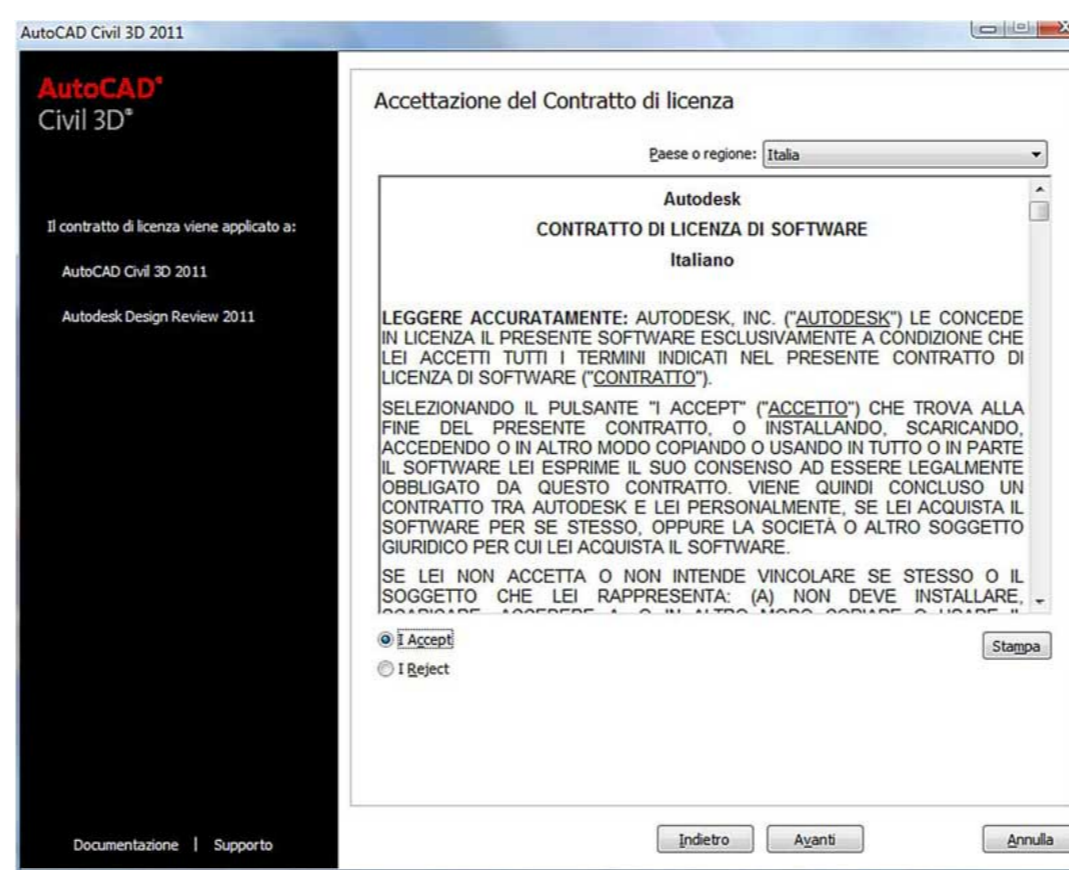 AutoCAD Civil 3D 2011
AutoCAD®
Civil 3D®
Il contratto di licenza viene applicato a:
AutoCAD Civil 3D 2011
Autodesk Design Review 2011
Documentazione | Supporto
Accettazione del Contratto di licenza
Paese o regione: Italia
Autodesk
CONTRATTO DI LICENZA DI SOFTWARE
Italiano
LEGGERE ACCURATAMENTE: AUTODESK, INC. ("AUTODESK") LE CONCEDE
IN LICENZA IL PRESENTE SOFTWARE ESCLUSIVAMENTE A CONDIZIONE CHE
LEI ACCETTI TUTTI I TERMINI INDICATI NEL PRESENTE CONTRATTO DI
LICENZA DI SOFTWARE ("CONTRATTO").
SELEZIONANDO IL PULSANTE "I ACCEPT" ("ACCETTO") CHE TROVA ALLA
FINE DEL PRESENTE CONTRATTO, O INSTALLANDO, SCARICANDO,
ACCEDENDO O IN ALTRO MODO COPIANDO O USANDO IN TUTTO O IN PARTE
IL SOFTWARE LEI ESPRIME IL SUO CONSENSO AD ESSERE LEGALMENTE
OBBLIGATO DA QUESTO CONTRATTO. VIENE QUINDI CONCLUSO UN
CONTRATTO TRA AUTODESK E LEI PERSONALMENTE, SE LEI ACQUISTA IL
SOFTWARE PER SE STESSO, OPPURE LA SOCIETÀ O ALTRO SOGGETTO
GIURIDICO PER CUI LEI ACQUISTA IL SOFTWARE.
SE LEI NON ACCETTA O NON INTENDE VINCOLARE SE STESSO O IL
SOGGETTO CHE LEI RAPPRESENTA: (A) NON DEVE INSTALLARE,
I Accept
I Reject
Stampa
Indietro
Avanti
Annulla